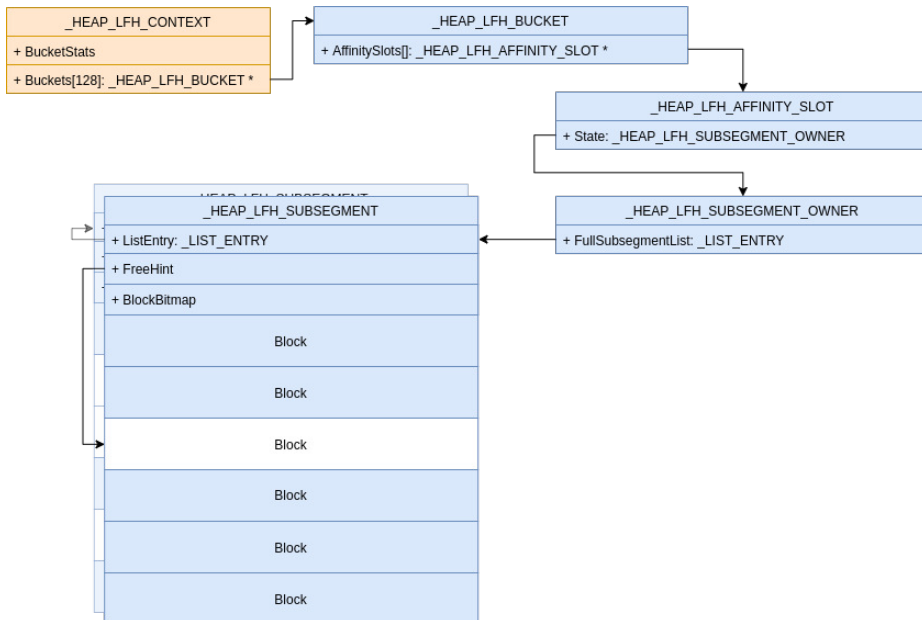 _HEAP_LFH_CONTEXT
+ BucketStats
+ Buckets[128]: _HEAP_LFH_BUCKET *
_HEAP_LFH_BUCKET
+ AffinitySlots[]: _HEAP_LFH_AFFINITY_SLOT *
_HEAP_LFH_AFFINITY_SLOT
+ State: _HEAP_LFH_SUBSEGMENT_OWNER
_HEAP_LFH_SUBSEGMENT_OWNER
+ FullSubsegmentList: _LIST_ENTRY
_HEAP_LFH_SUBSEGMENT
_HEAP_LFH_SUBSEGMENT
+ ListEntry: _LIST_ENTRY
+ FreeHint
+ BlockBitmap
Block
Block
Block
Block
Block
Block